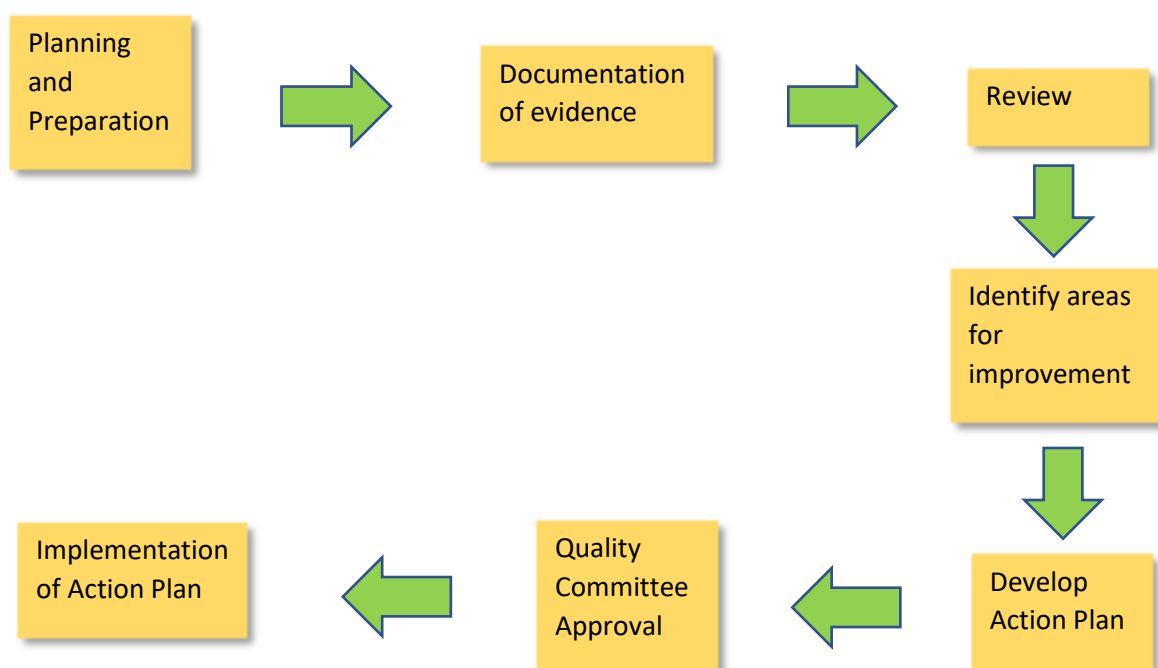 Planning
and
Preparation
Documentation
of evidence
Review
Identify areas
for
improvement
Develop
Action Plan
Quality
Committee
Approval
Implementation
of Action Plan